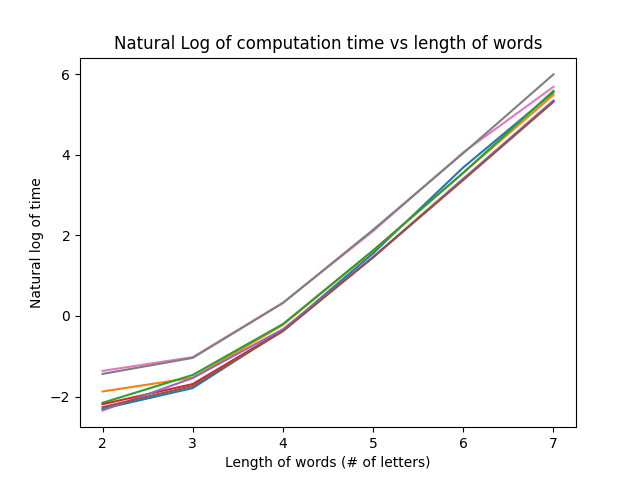 Natural Log of computation time vs length of words
6
4
2
0
−2
Natural log of time
2 3 4 5 6 7
Length of words (# of letters)